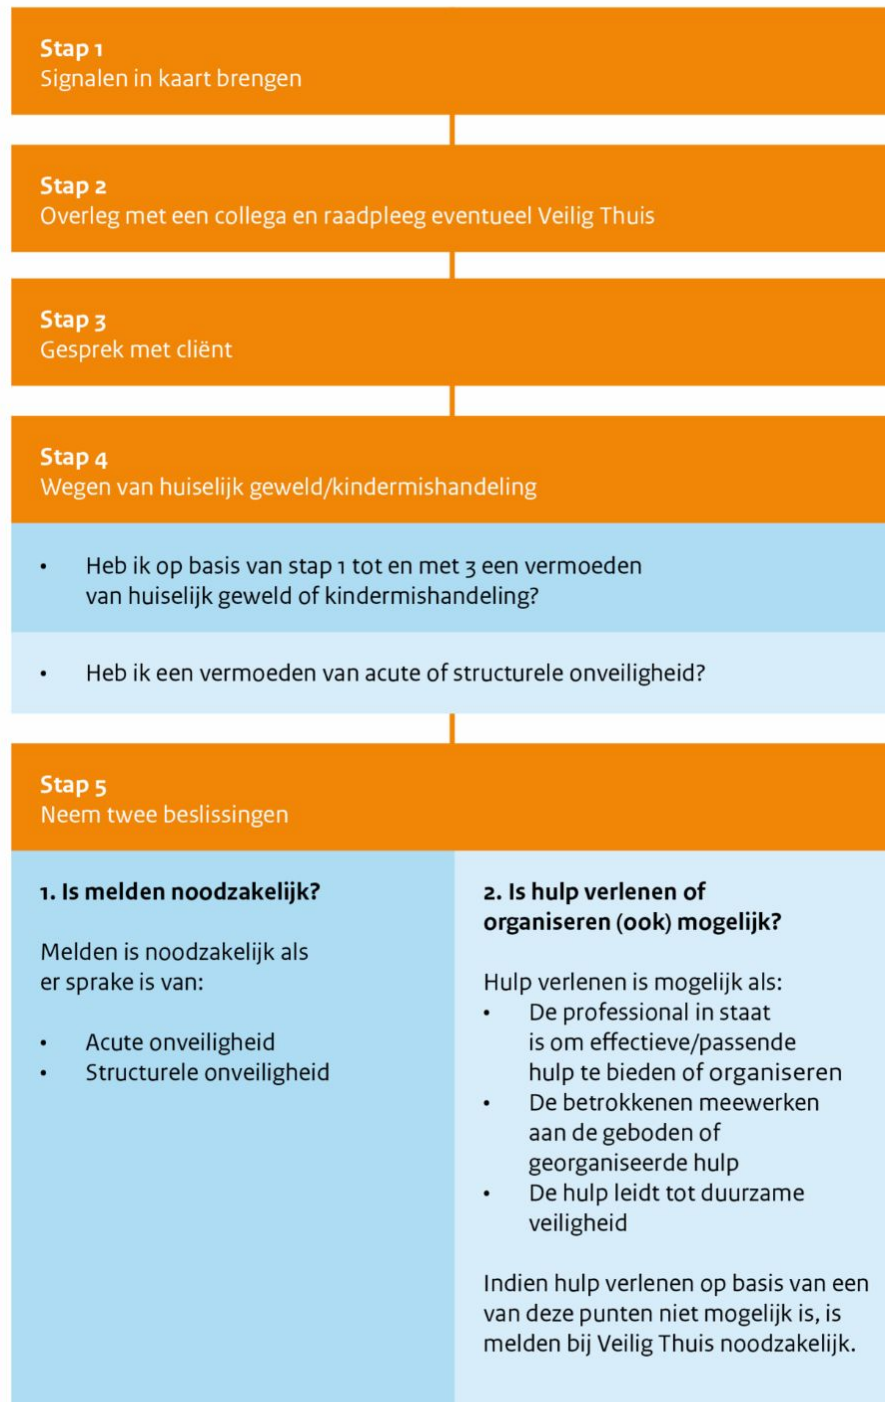 Stap 1
Signalen in kaart brengen
Stap 2
Overleg met een collega en raadpleeg eventueel Veilig Thuis
Stap 3
Gesprek met cliënt
Stap 4
Wegen van huiselijk geweld/kindermishandeling
• Heb ik op basis van stap 1 tot en met 3 een vermoeden
van huiselijk geweld of kindermishandeling?
• Heb ik een vermoeden van acute of structurele onveiligheid?
Stap 5
Neem twee beslissingen
1. Is melden noodzakelijk?
Melden is noodzakelijk als
er sprake is van:
• Acute onveiligheid
• Structurele onveiligheid
2. Is hulp verlenen of
organiseren (ook) mogelijk?
Hulp verlenen is mogelijk als:
• De professional in staat
is om effectieve/passende
hulp te bieden of organiseren
• De betrokkenen meewerken
aan de geboden of
georganiseerde hulp
• De hulp leidt tot duurzame
veiligheid
Indien hulp verlenen op basis van een
van deze punten niet mogelijk is, is
melden bij Veilig Thuis noodzakelijk.